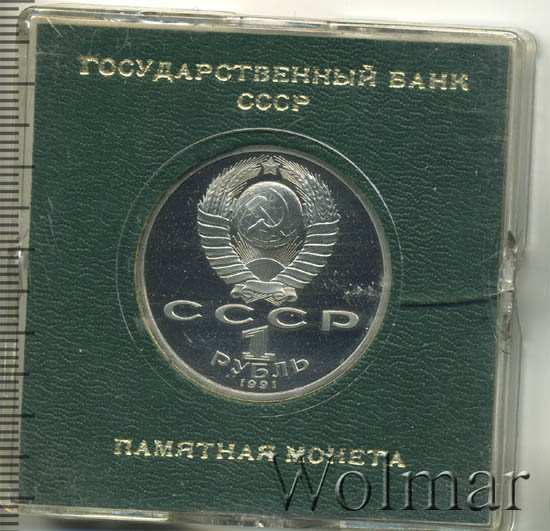 ГОСУДАРСТВЕННЫЙ БАНК
СССР
СССР
1
РУБЛЬ
1991
ПАМЯТНАЯ МОНЕТА
Wolmar